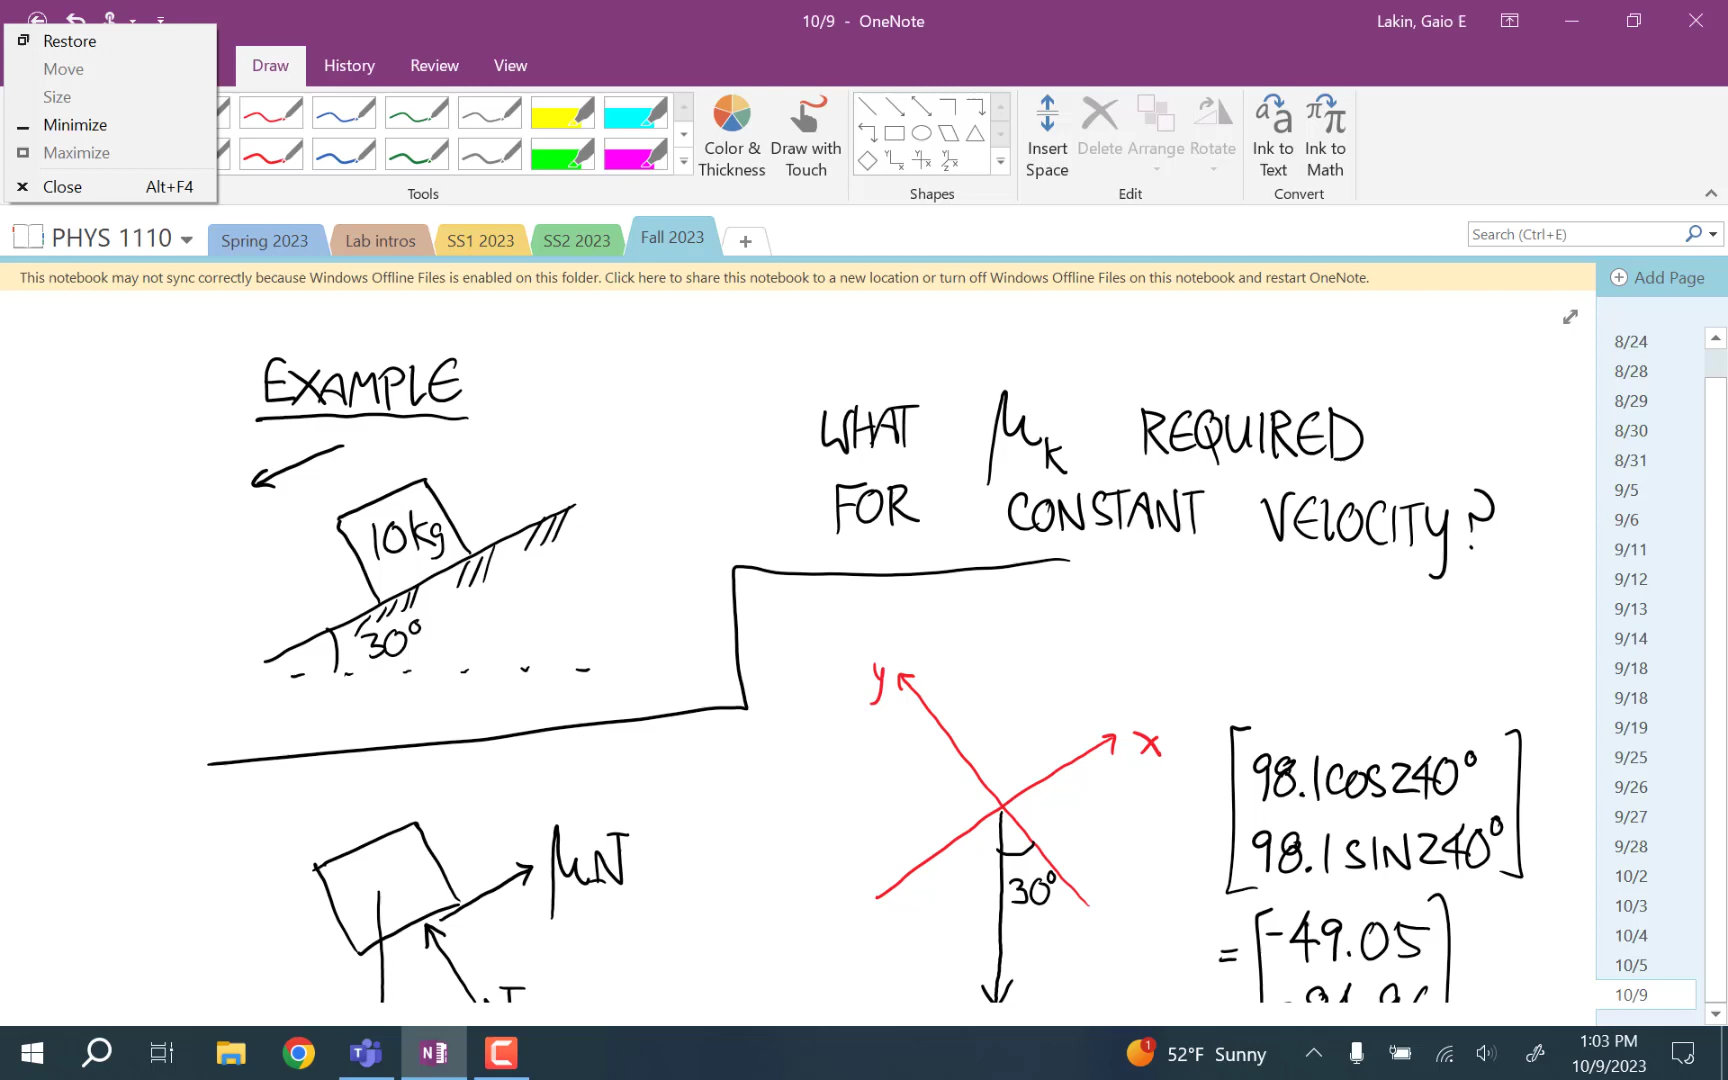 10/9 - OneNote
Lakin, Gaio E
Restore
Move
Size
Minimize
Maximize
Close Alt+F4
Draw
History
Review
View
Color & Thickness
Draw with Touch
Insert Space
Delete
Arrange
Rotate
Ink to Text
Ink to Math
Tools
Shapes
Edit
Convert
PHYS 1110
Spring 2023
Lab intros
SS1 2023
SS2 2023
Fall 2023
Search (Ctrl+E)
This notebook may not sync correctly because Windows Offline Files is enabled on this folder. Click here to share this notebook to a new location or turn off Windows Offline Files on this notebook and restart OneNote.
Add Page
8/24
8/28
8/29
8/30
8/31
9/5
9/6
9/11
9/12
9/13
9/14
9/18
9/18
9/19
9/25
9/26
9/27
9/28
10/2
10/3
10/4
10/5
10/9
EXAMPLE
10kg
30°
WHAT μk REQUIRED
FOR CONSTANT VELOCITY?
y
x
30°
μN
98.1cos240°
98.1SIN240°
= -49.05
52°F Sunny
1:03 PM
10/9/2023